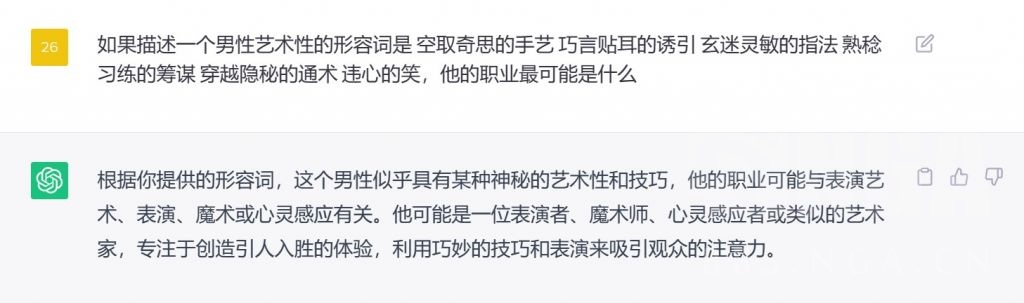 26
如果描述一个男性艺术性的形容词是 空取奇思的手艺 巧言贴耳的诱引 玄迷灵敏的指法 熟稔
习练的筹谋 穿越隐秘的通术 违心的笑，他的职业最可能是什么
根据你提供的形容词，这个男性似乎具有某种神秘的艺术性和技巧，他的职业可能与表演艺
术、表演、魔术或心灵感应有关。他可能是一位表演者、魔术师、心灵感应者或类似的艺术
家，专注于创造引人入胜的体验，利用巧妙的技巧和表演来吸引观众的注意力。